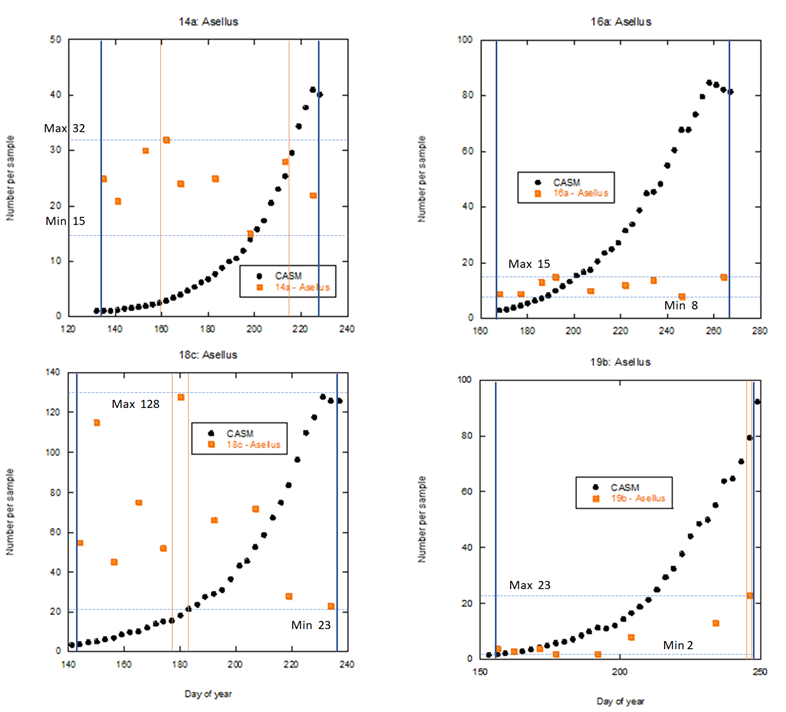 14a: Asellus
50
40
Max 32
30
20
Min 15
10
0
Number per sample
CASM
14a - Asellus
120 140 160 180 200 220 240
16a: Asellus
100
80
60
40
20
0
Number per sample
CASM
16a - Asellus
Max 15
Min 8
160 180 200 220 240 260 280
18c: Asellus
140
120
100
80
60
40
20
0
Number per sample
Max 128
CASM
18c - Asellus
Min 23
140 160 180 200 220 240
Day of year
19b: Asellus
100
80
60
40
20
0
Number per sample
CASM
19b - Asellus
Max 23
Min 2
150 200 250
Day of year